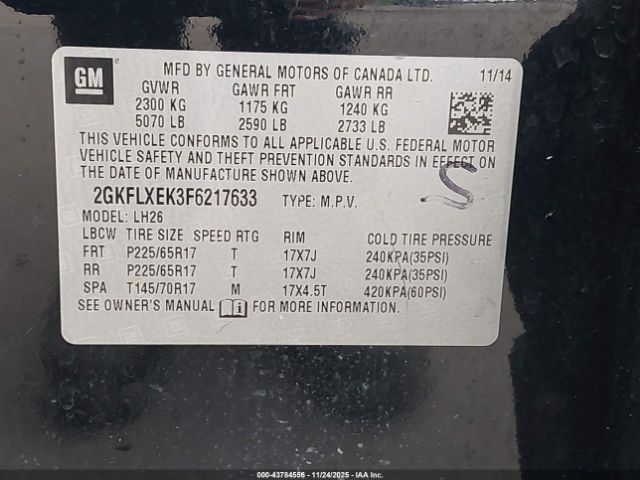 GM
MFD BY GENERAL MOTORS OF CANADA LTD. 11/14
GVWR GAWR FRT GAWR RR
2300 KG 1175 KG 1240 KG
5070 LB 2590 LB 2733 LB
THIS VEHICLE CONFORMS TO ALL APPLICABLE U.S. FEDERAL MOTOR
VEHICLE SAFETY AND THEFT PREVENTION STANDARDS IN EFFECT ON
THE DATE OF MANUFACTURE SHOWN ABOVE.
2GKFLXEK3F6217633 TYPE: M.P.V.
S
MODEL: LH26
LBCW TIRE SIZE SPEED RTG RIM COLD TIRE PRESSURE
FRT P225/65R17 T 17X7J 240KPA(35PSI)
RR P225/65R17 T 17X7J 240KPA(35PSI)
SPA T145/70R17 M 17X4.5T 420KPA(60PSI)
SEE OWNER'S MANUAL FOR MORE INFORMATION.
000-43784556 - 11/24/2025 - IAAI.CA